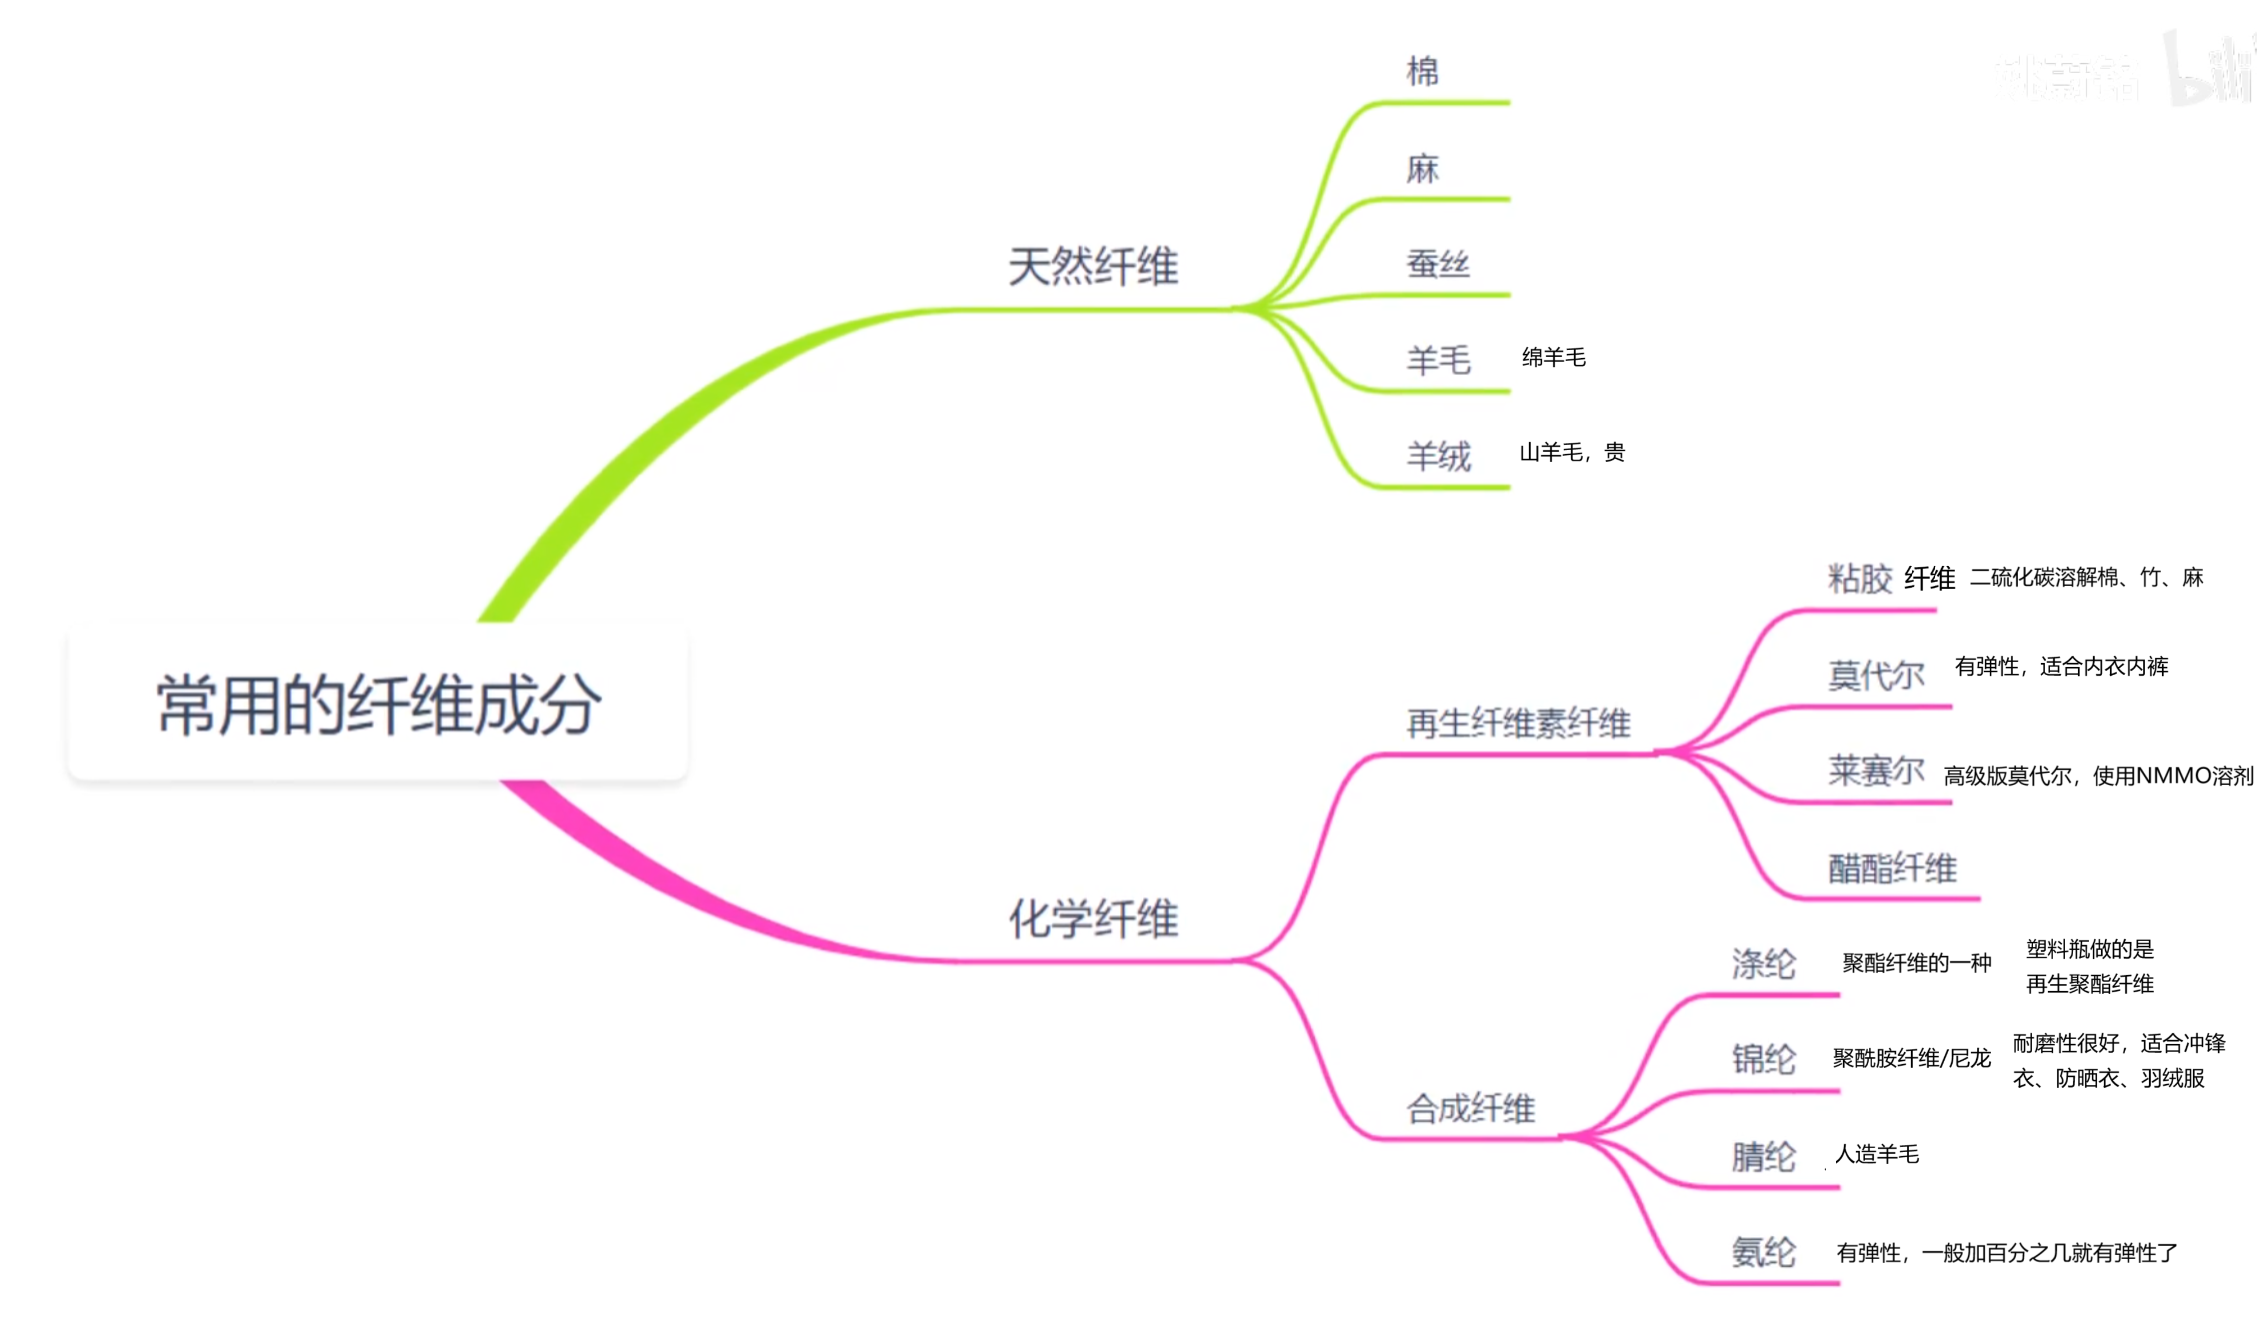 棉
麻
天然纤维
蚕丝
羊毛 绵羊毛
羊绒 山羊毛，贵
常用的纤维成分
化学纤维
再生纤维素纤维
粘胶 纤维 二硫化碳溶解棉、竹、麻
莫代尔 有弹性，适合内衣内裤
莱赛尔 高级版莫代尔，使用NMMO溶剂
醋酯纤维
合成纤维
涤纶 聚酯纤维的一种 塑料瓶做的是
再生聚酯纤维
锦纶 聚酰胺纤维/尼龙 耐磨性很好，适合冲锋
衣、防晒衣、羽绒服
腈纶 人造羊毛
氨纶 有弹性，一般加百分之几就有弹性了